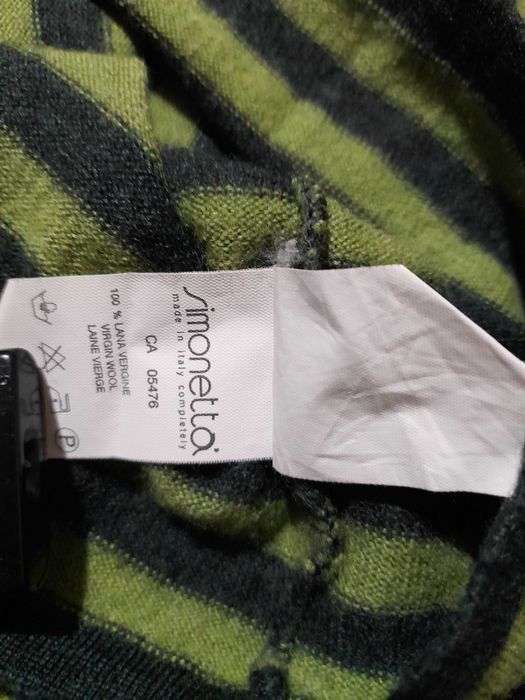 simonetta
made in italy completely
CA 05476
100 % LANA VERGINE
VIRGIN WOOL
LAINE VIERGE
P